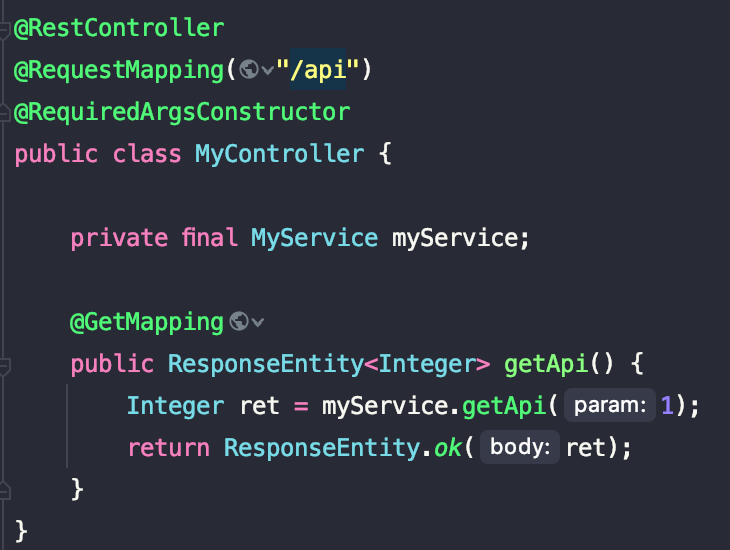 @RestController
@RequestMapping("/api")
@RequiredArgsConstructor
public class MyController {
private final MyService myService;
@GetMapping
public ResponseEntity<Integer> getApi() {
Integer ret = myService.getApi( param: 1);
return ResponseEntity.ok( body: ret);
}
}